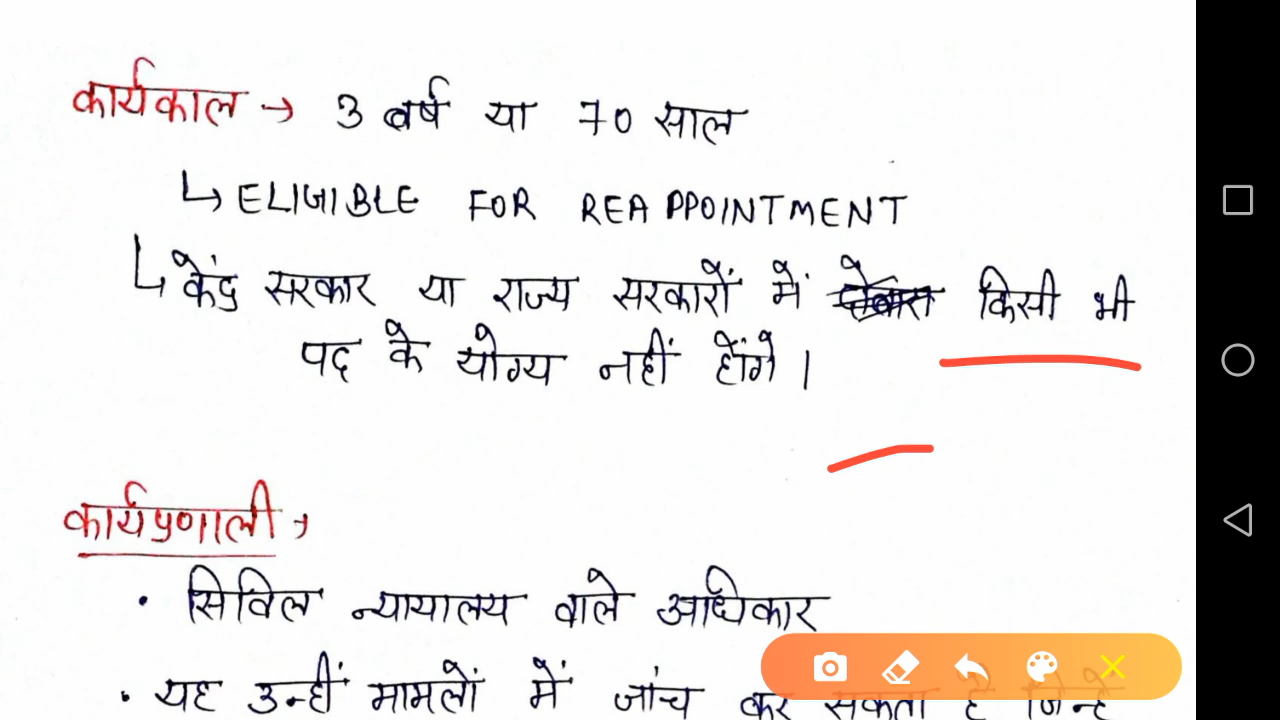 कार्यकाल → 3 वर्ष या 70 साल
↳ ELIJIBLE FOR REAPPOINTMENT
↳ केंद्र सरकार या राज्य सरकारों में किसी भी
पद के योग्य नहीं होंगे।
कार्यप्रणाली →
• सिविल न्यायालय वाले अधिकार
• यह उन्हीं मामलों में जांच कर सकता है जिन्हें